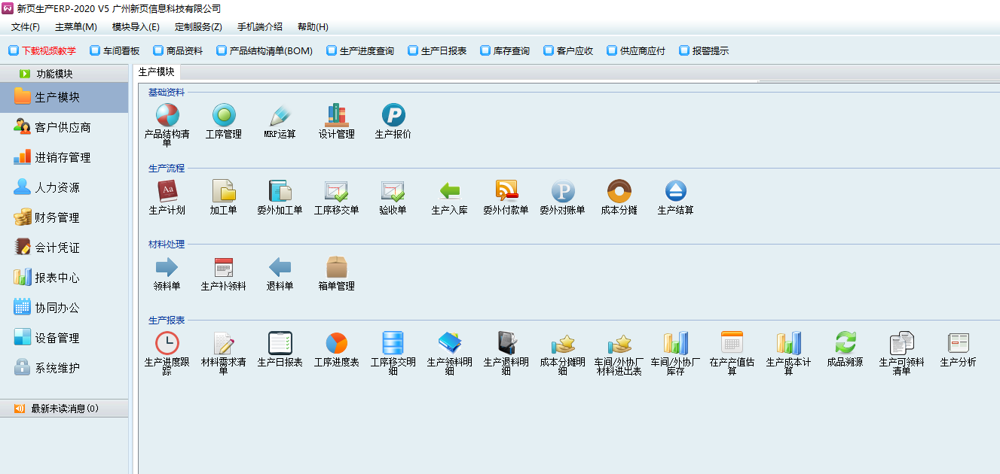 新页生产ERP-2020 V5 广州新页信息科技有限公司
文件(F) 主菜单(M) 模块导入(E) 定制服务(Z) 手机端介绍 帮助(H)
下载视频教学 车间看板 商品资料 产品结构清单(BOM) 生产进度查询 生产日报表 库存查询 客户应收 供应商应付 报警提示
功能模块
生产模块
客户供应商
进销存管理
人力资源
财务管理
会计凭证
报表中心
协同办公
设备管理
系统维护
最新未读消息(0)
生产模块
基础资料
产品结构清单 工序管理 MRP运算 设计管理 生产报价
生产流程
生产计划 加工单 委外加工单 工序移交单 验收单 生产入库 委外付款单 委外对账单 成本分摊 生产结算
材料处理
领料单 生产补领料 退料单 箱单管理
生产报表
生产进度跟踪 材料需求清单 生产日报表 工序进度表 工序移交明细 生产领料明细 生产退料明细 成本分摊明细 车间/外协厂材料进出表 车间/外协厂库存 在产产值估算 生产成本计算 成品溯源 生产可领料清单 生产分析